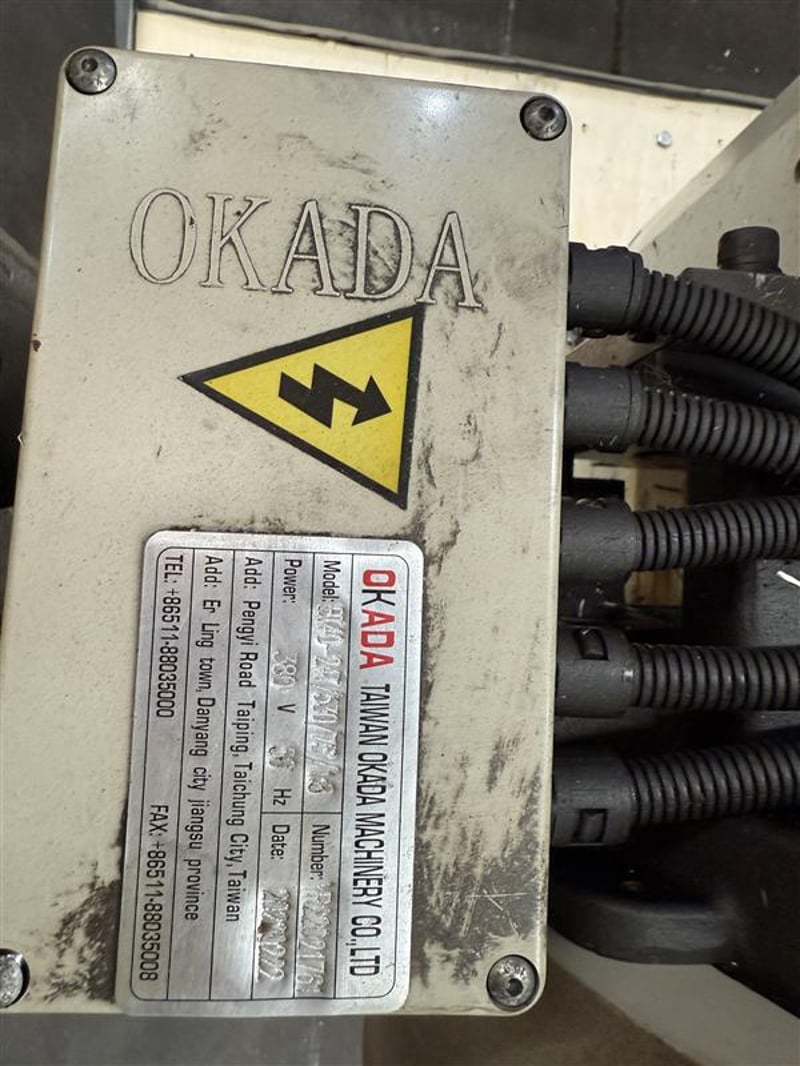 OKADA
OKADA TAIWAN OKADA MACHINERY CO.,LTD
Model: Number:
Power: 380 V Hz Date:
Add: Pengyi Road Taiping, Taichung City, Taiwan
Add: Er Ling town, Danyang city jiangsu province
TEL: +86511-88035000 FAX: +86511-88035008